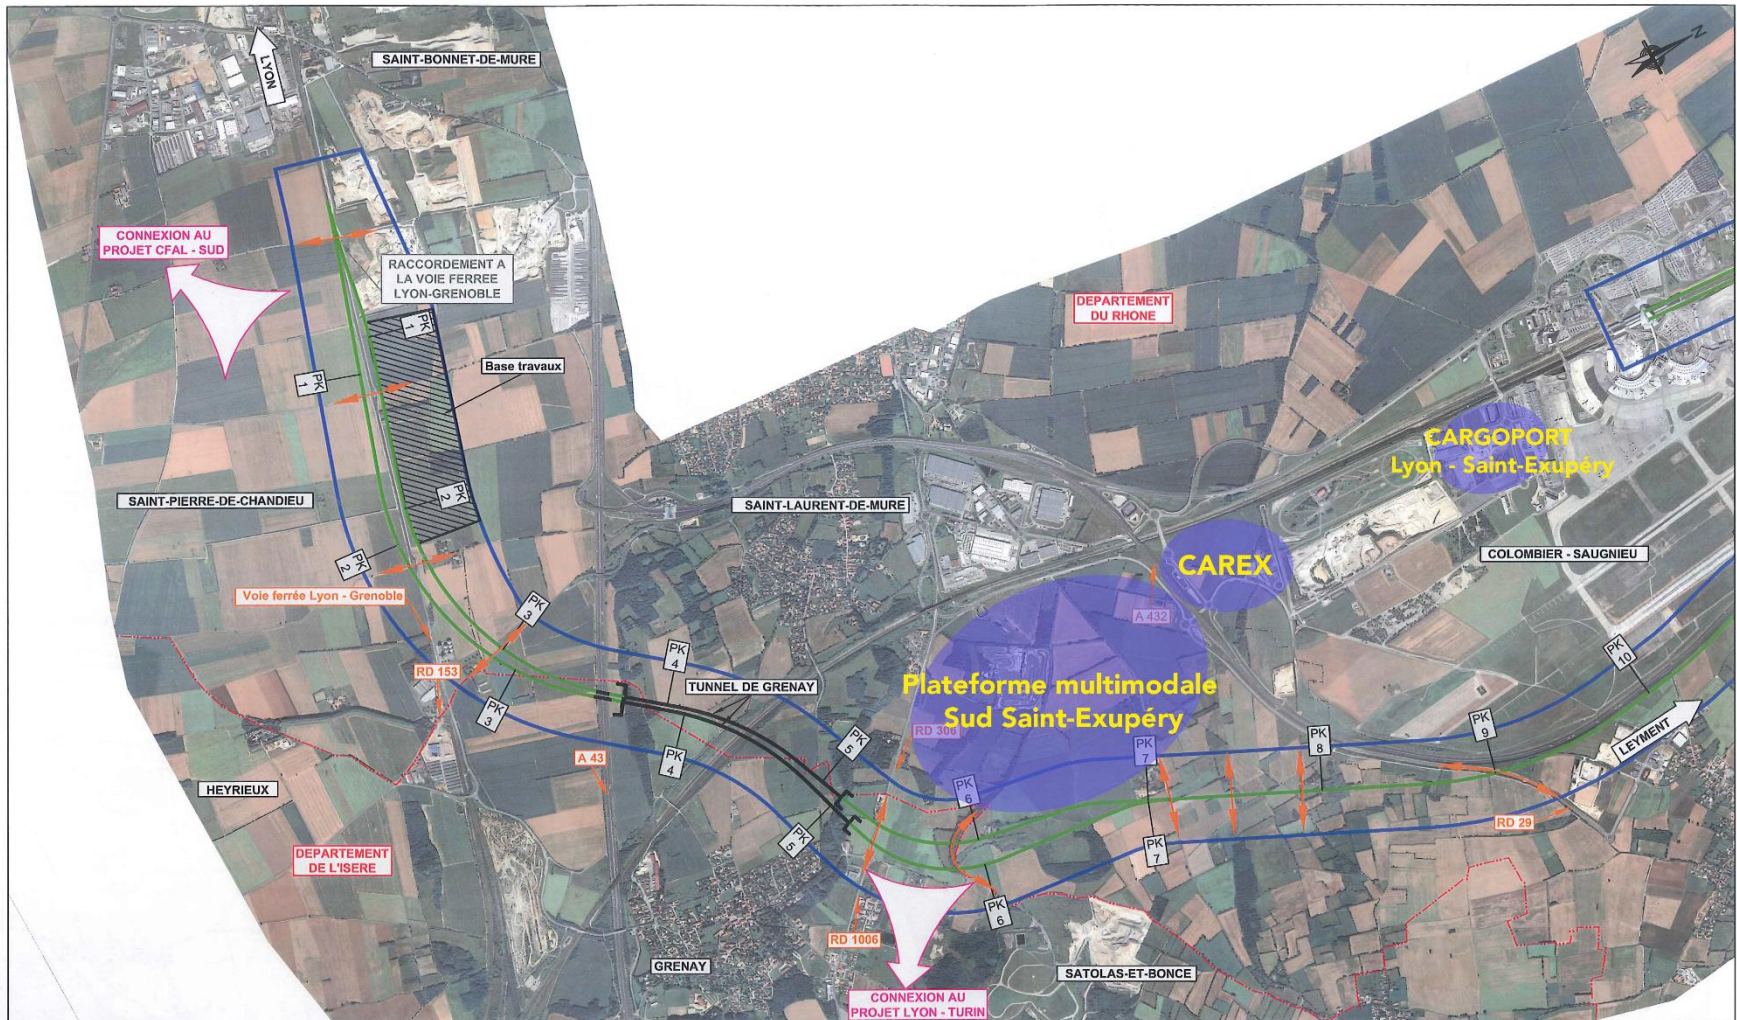 SAINT-BONNET-DE-MURE
LYON
N
CONNEXION AU
PROJET CFAL - SUD
RACCORDEMENT A
LA VOIE FERREE
LYON-GRENOBLE
DEPARTEMENT
DU RHONE
PK
1
PK
1
Base travaux
CARGOPORT
Lyon - Saint-Exupéry
SAINT-PIERRE-DE-CHANDIEU
PK
2
SAINT-LAURENT-DE-MURE
PK
2
CAREX
COLOMBIER - SAUGNIEU
Voie ferrée Lyon - Grenoble
PK
3
A 432
RD 153
PK
4
TUNNEL DE GRENAY
Plateforme multimodale
Sud Saint-Exupéry
PK
10
PK
3
RD 306
PK
9
PK
8
LEYMENT
A 43
PK
4
PK
5
PK
7
HEYRIEUX
PK
6
RD 29
PK
5
PK
7
DEPARTEMENT
DE L'ISERE
PK
6
RD 1006
GRENAY
SATOLAS-ET-BONCE
CONNEXION AU
PROJET LYON - TURIN